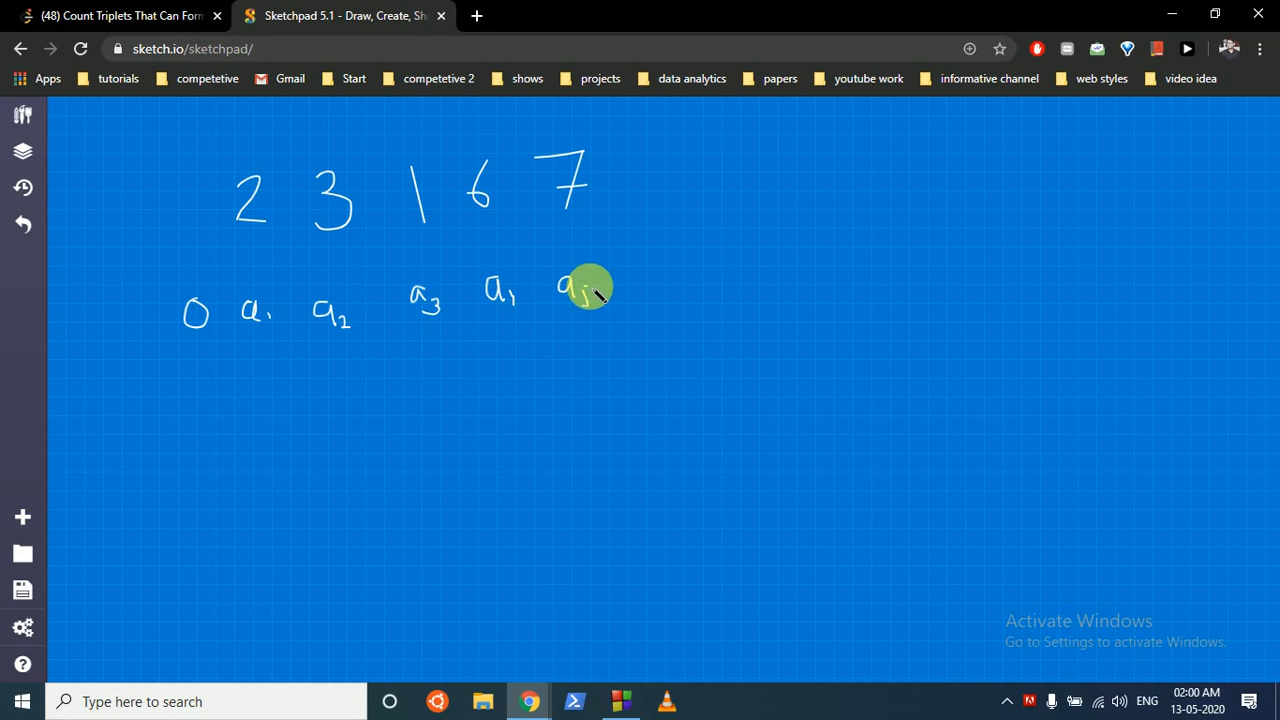 (48) Count Triplets That Can For
Sketchpad 5.1 - Draw, Create, Sh
sketch.io/sketchpad/
Apps tutorials competetive Gmail Start competetive 2 shows projects data analytics papers youtube work informative channel web styles video idea
2 3 1 6 7
0 a1 a2 a3 a1 aj
Activate Windows
Go to Settings to activate Windows.
Type here to search
ENG
02:00 AM
13-05-2020